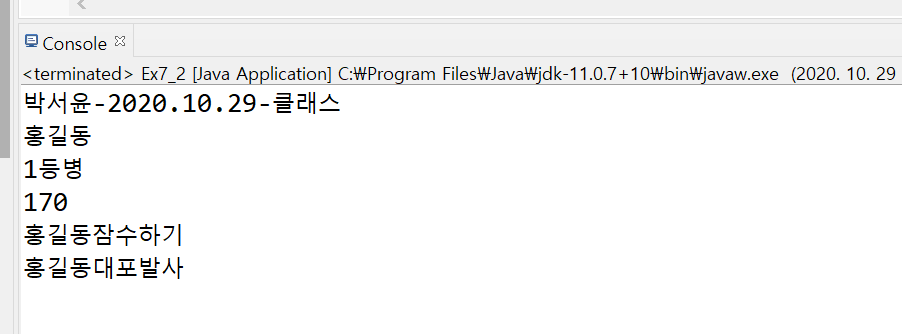 Console
<terminated> Ex7_2 [Java Application] C:₩Program Files₩Java₩jdk-11.0.7+10₩bin₩javaw.exe (2020. 10. 29
박서윤-2020.10.29-클래스
홍길동
1등병
170
홍길동잠수하기
홍길동대포발사